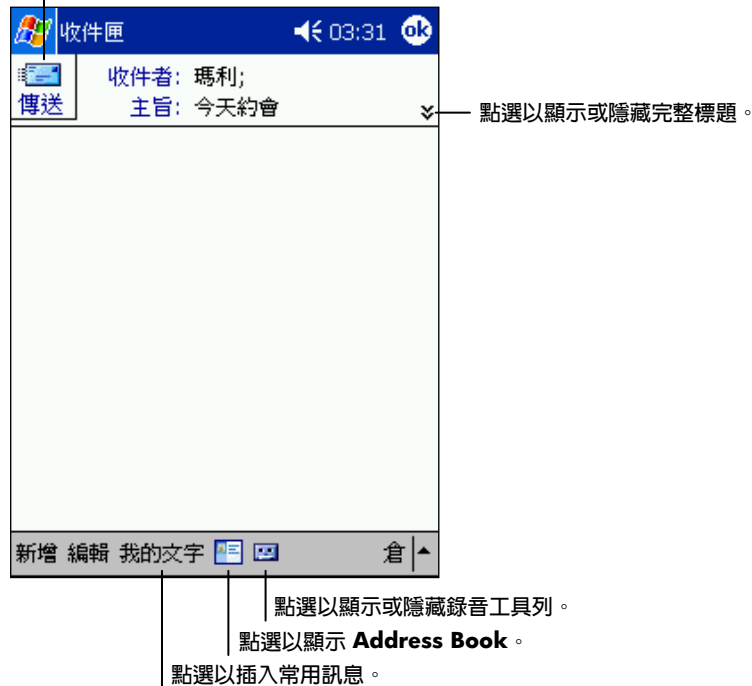 收件匣 03:31 ok
傳送 收件者: 瑪利;
主旨: 今天約會
點選以顯示或隱藏完整標題。
新增 編輯 我的文字 倉
點選以顯示或隱藏錄音工具列。
點選以顯示 Address Book。
點選以插入常用訊息。